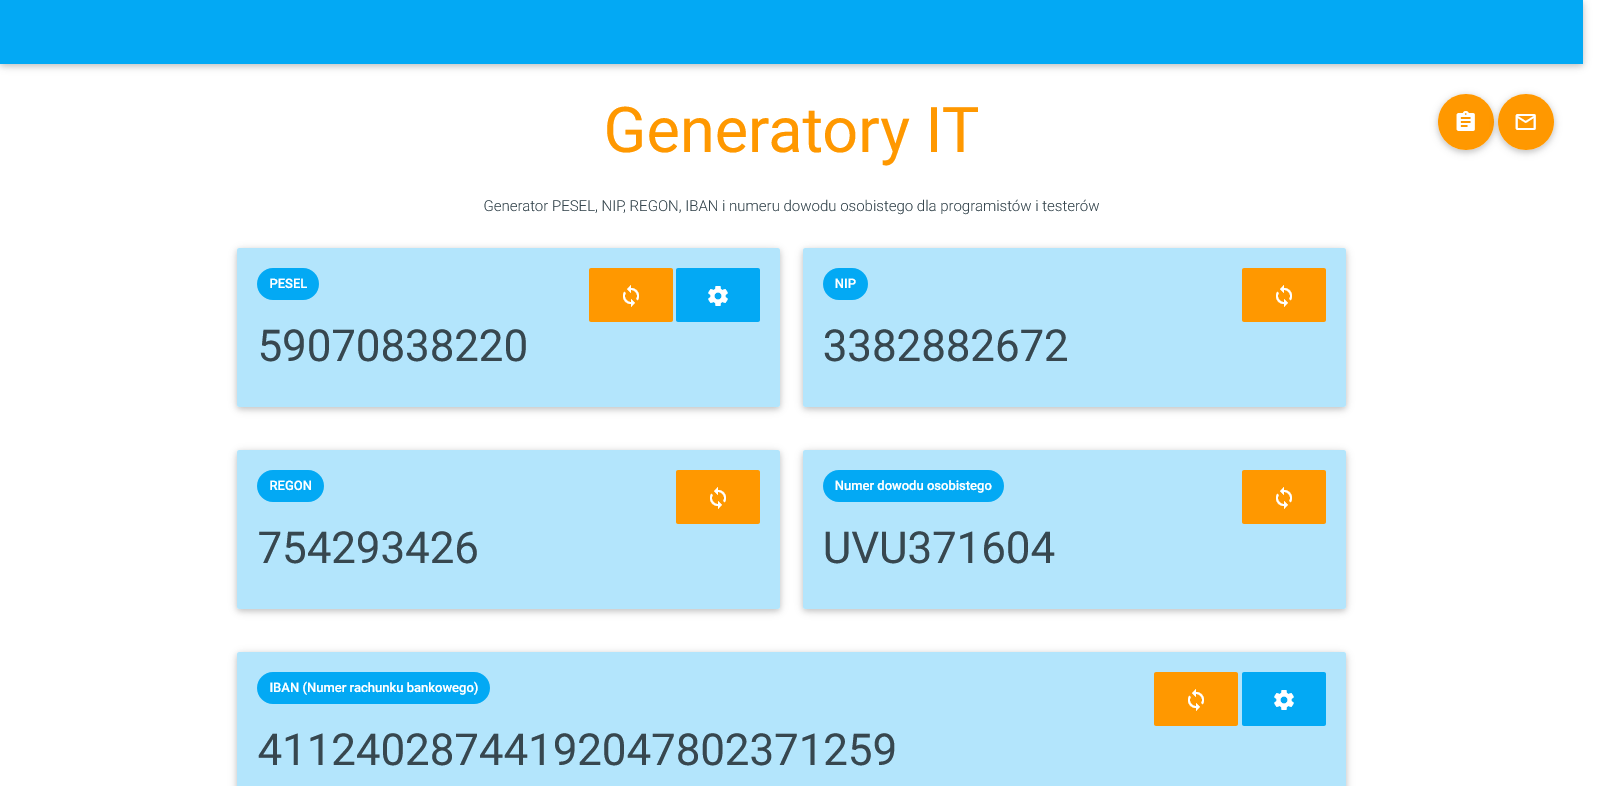 Generatory IT
Generator PESEL, NIP, REGON, IBAN i numeru dowodu osobistego dla programistów i testerów
PESEL
59070838220
NIP
3382882672
REGON
754293426
Numer dowodu osobistego
UVU371604
IBAN (Numer rachunku bankowego)
41124028744192047802371259